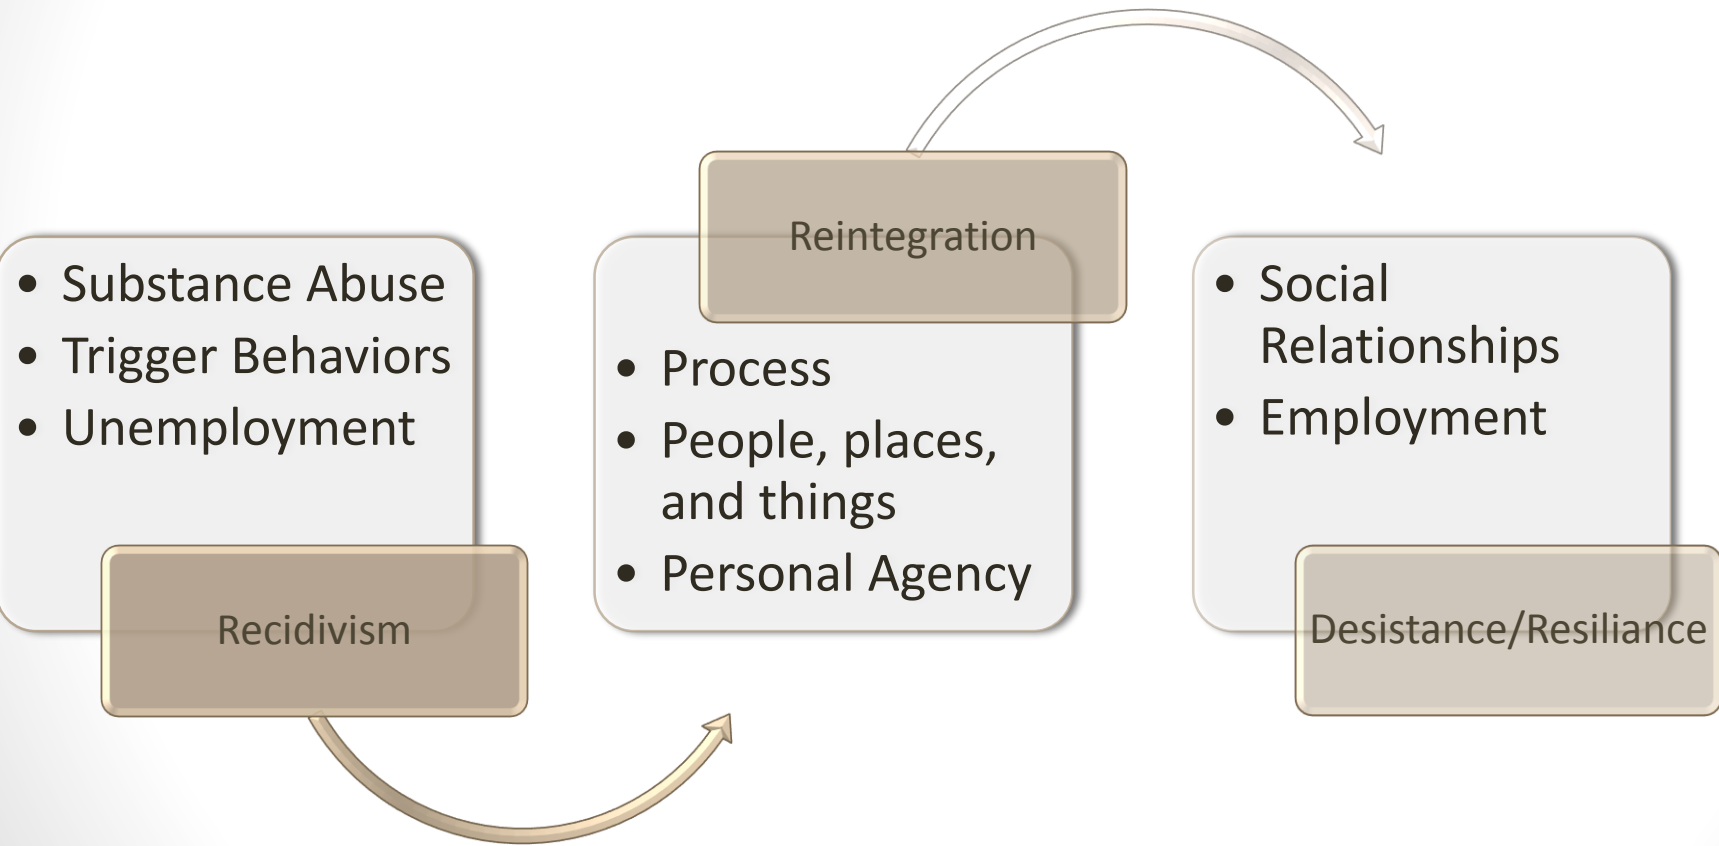 • Substance Abuse
• Trigger Behaviors
• Unemployment
Recidivism
Reintegration
• Process
• People, places,
and things
• Personal Agency
• Social
Relationships
• Employment
Desistance/Resiliance